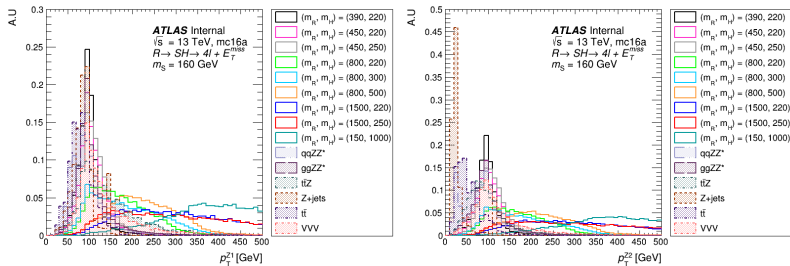 A.U
0.3
0.25
0.2
0.15
0.1
0.05
0
0 50 100 150 200 250 300 350 400 450 500
p_T^Z1 [GeV]
ATLAS Internal
√s = 13 TeV, mc16a
R→ SH→ 4l + E_T^miss
m_S = 160 GeV
(m_R, m_H) = (390, 220)
(m_R, m_H) = (450, 220)
(m_R, m_H) = (450, 250)
(m_R, m_H) = (800, 220)
(m_R, m_H) = (800, 300)
(m_R, m_H) = (800, 500)
(m_R, m_H) = (1500, 220)
(m_R, m_H) = (1500, 250)
(m_R, m_H) = (150, 1000)
qqZZ*
ggZZ*
tt̄Z
Z+jets
tt̄
VVV
A.U
0.5
0.45
0.4
0.35
0.3
0.25
0.2
0.15
0.1
0.05
0
0 50 100 150 200 250 300 350 400 450 500
p_T^Z2 [GeV]
ATLAS Internal
√s = 13 TeV, mc16a
R→ SH→ 4l + E_T^miss
m_S = 160 GeV
(m_R, m_H) = (390, 220)
(m_R, m_H) = (450, 220)
(m_R, m_H) = (450, 250)
(m_R, m_H) = (800, 220)
(m_R, m_H) = (800, 300)
(m_R, m_H) = (800, 500)
(m_R, m_H) = (1500, 220)
(m_R, m_H) = (1500, 250)
(m_R, m_H) = (150, 1000)
qqZZ*
ggZZ*
tt̄Z
Z+jets
tt̄
VVV